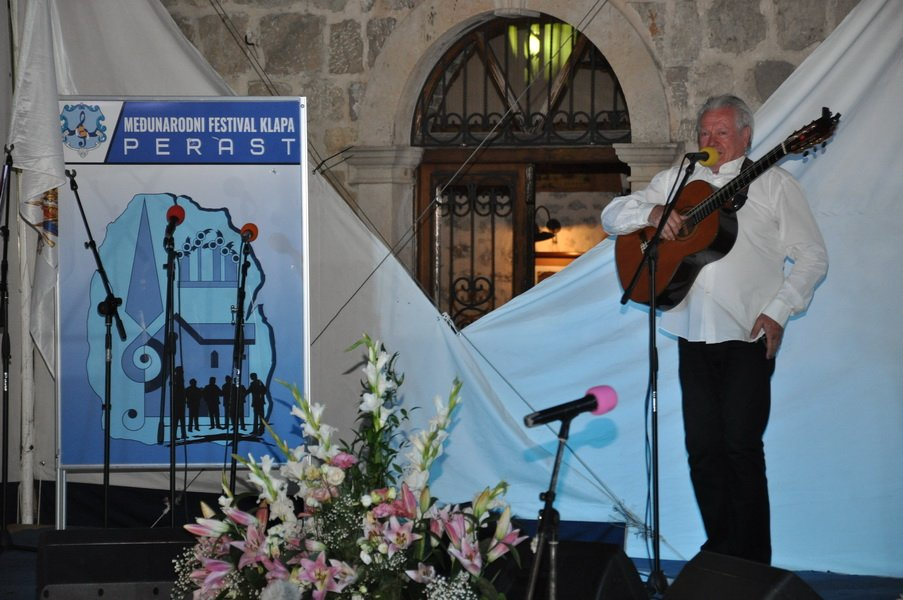 MEĐUNARODNI FESTIVAL KLAPA
PERAST